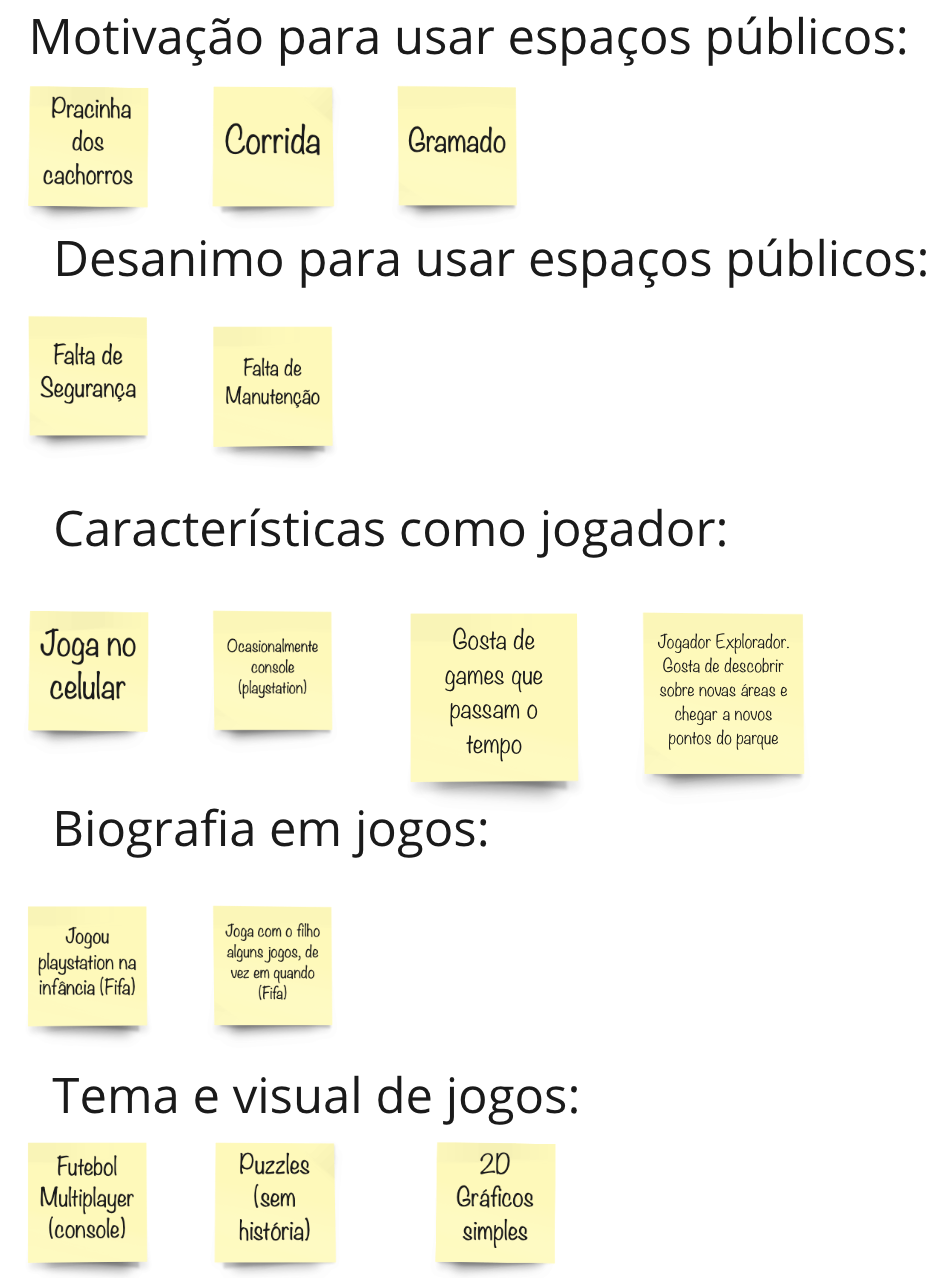 Motivação para usar espaços públicos:
Pracinha
dos
cachorros
Corrida
Gramado
Desanimo para usar espaços públicos:
Falta de
Segurança
Falta de
Manutenção
Características como jogador:
Joga no
celular
Ocasionalmente
console
(playstation)
Gosta de
games que
passam o
tempo
Jogador Explorador.
Gosta de descobrir
sobre novas áreas e
chegar a novos
pontos do parque
Biografia em jogos:
Jogou
playstation na
infância (Fifa)
Joga com o filho
alguns jogos, de
vez em quando
(Fifa)
Tema e visual de jogos:
Futebol
Multiplayer
(console)
Puzzles
(sem
história)
2D
Gráficos
simples